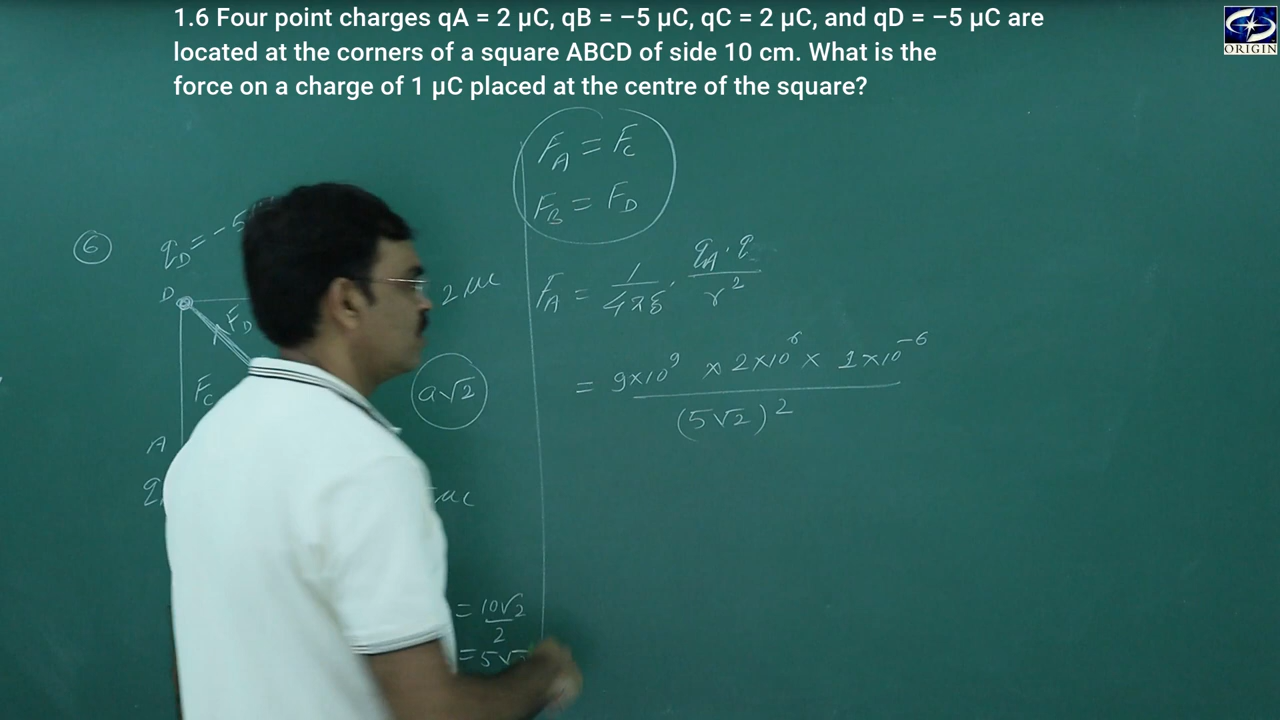 1.6 Four point charges qA = 2 µC, qB = −5 µC, qC = 2 µC, and qD = −5 µC are
located at the corners of a square ABCD of side 10 cm. What is the
force on a charge of 1 µC placed at the centre of the square?
ORIGIN
F_A = F_C
F_B = F_D
6
q_D = -5
D
F_D
F_C
A
2 µc
a√2
µc
= 10√2 / 2
= 5√
F_A = 1 / 4πε · q_A · q / r²
= 9×10⁹ × 2×10⁶ × 1×10⁻⁶ / (5√2)²